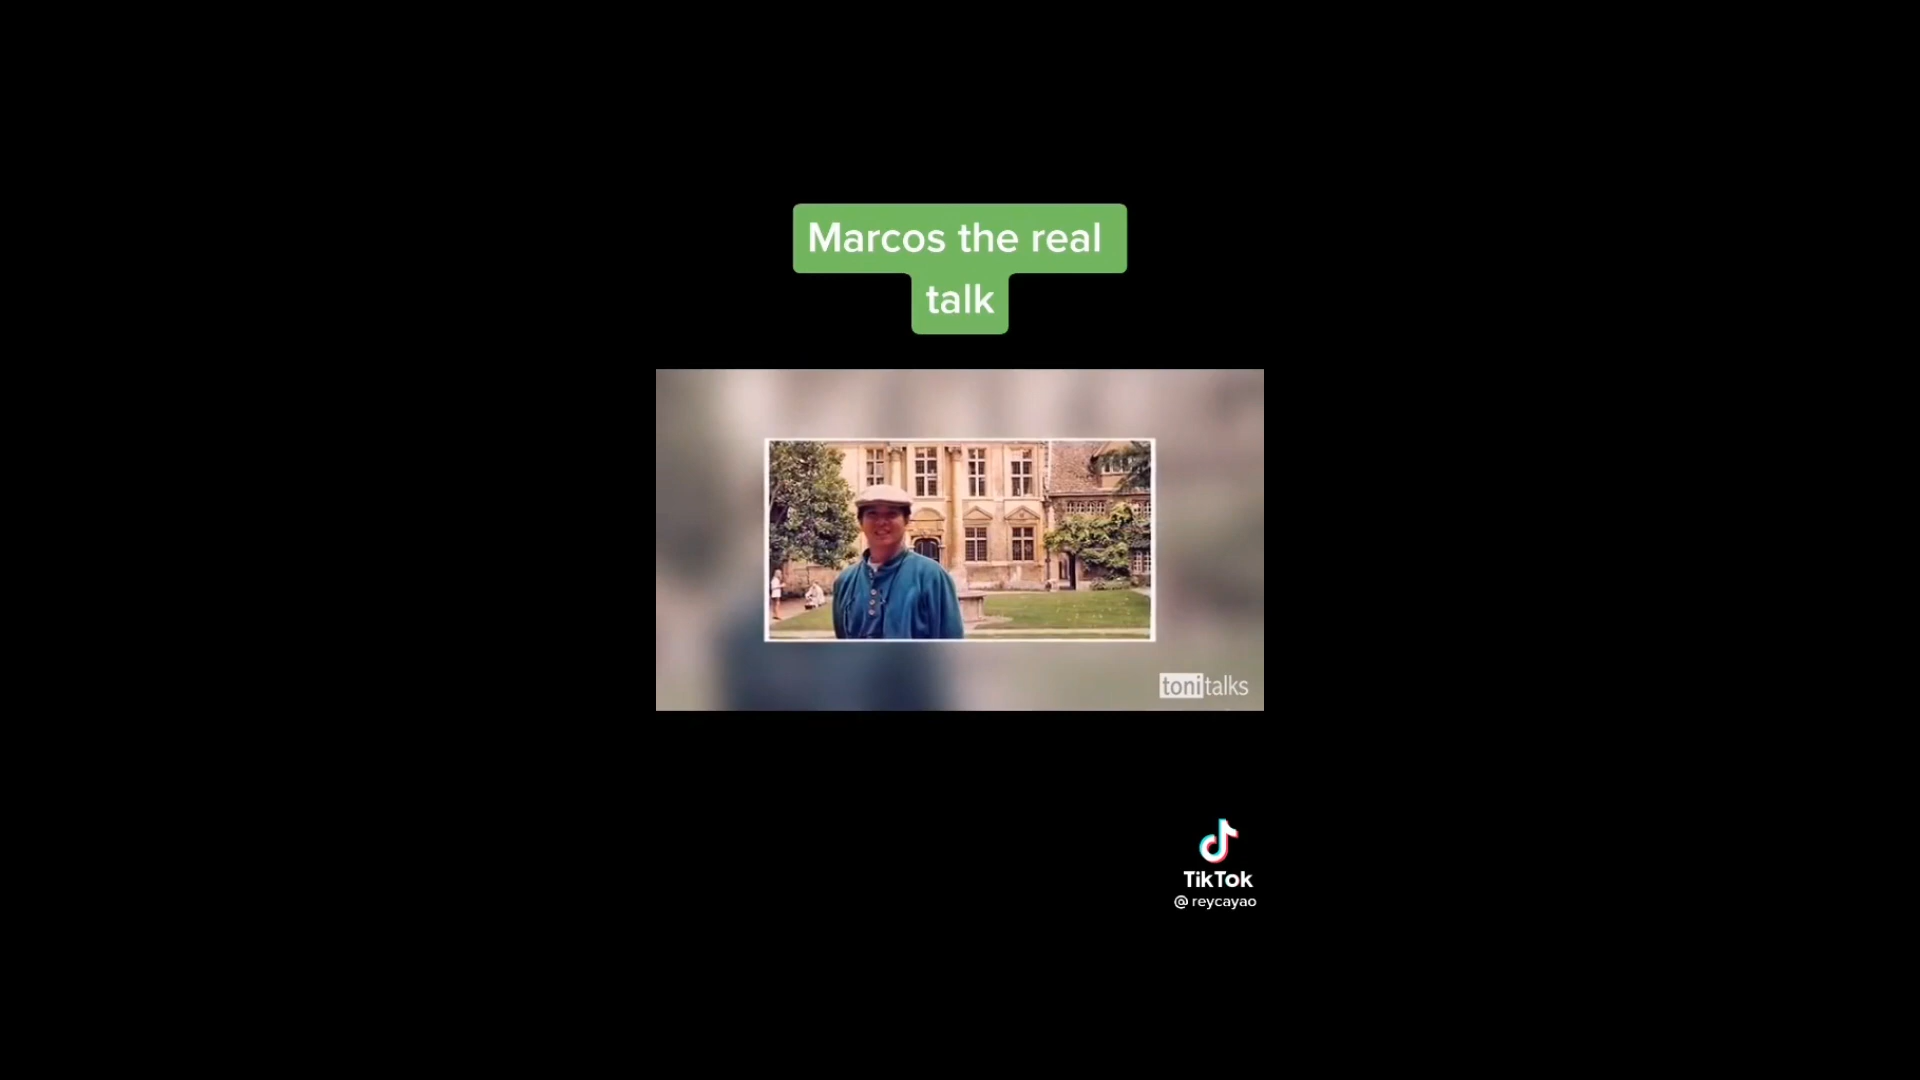 Marcos the real
talk
tonitalks
TikTok
@reycayao